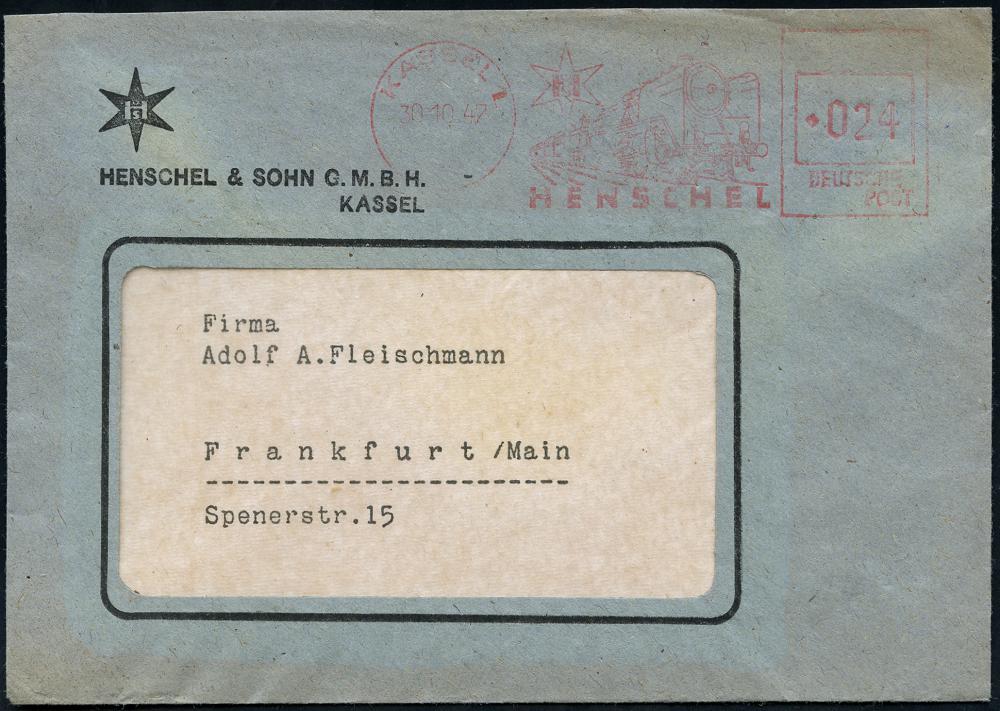 KASSEL 1
30.10.47
H
HENSCHEL
024
DEUTSCHE
POST
H
S
HENSCHEL & SOHN G.M.B.H.
KASSEL
Firma
Adolf A.Fleischmann
Frankfurt/Main
Spenerstr.15